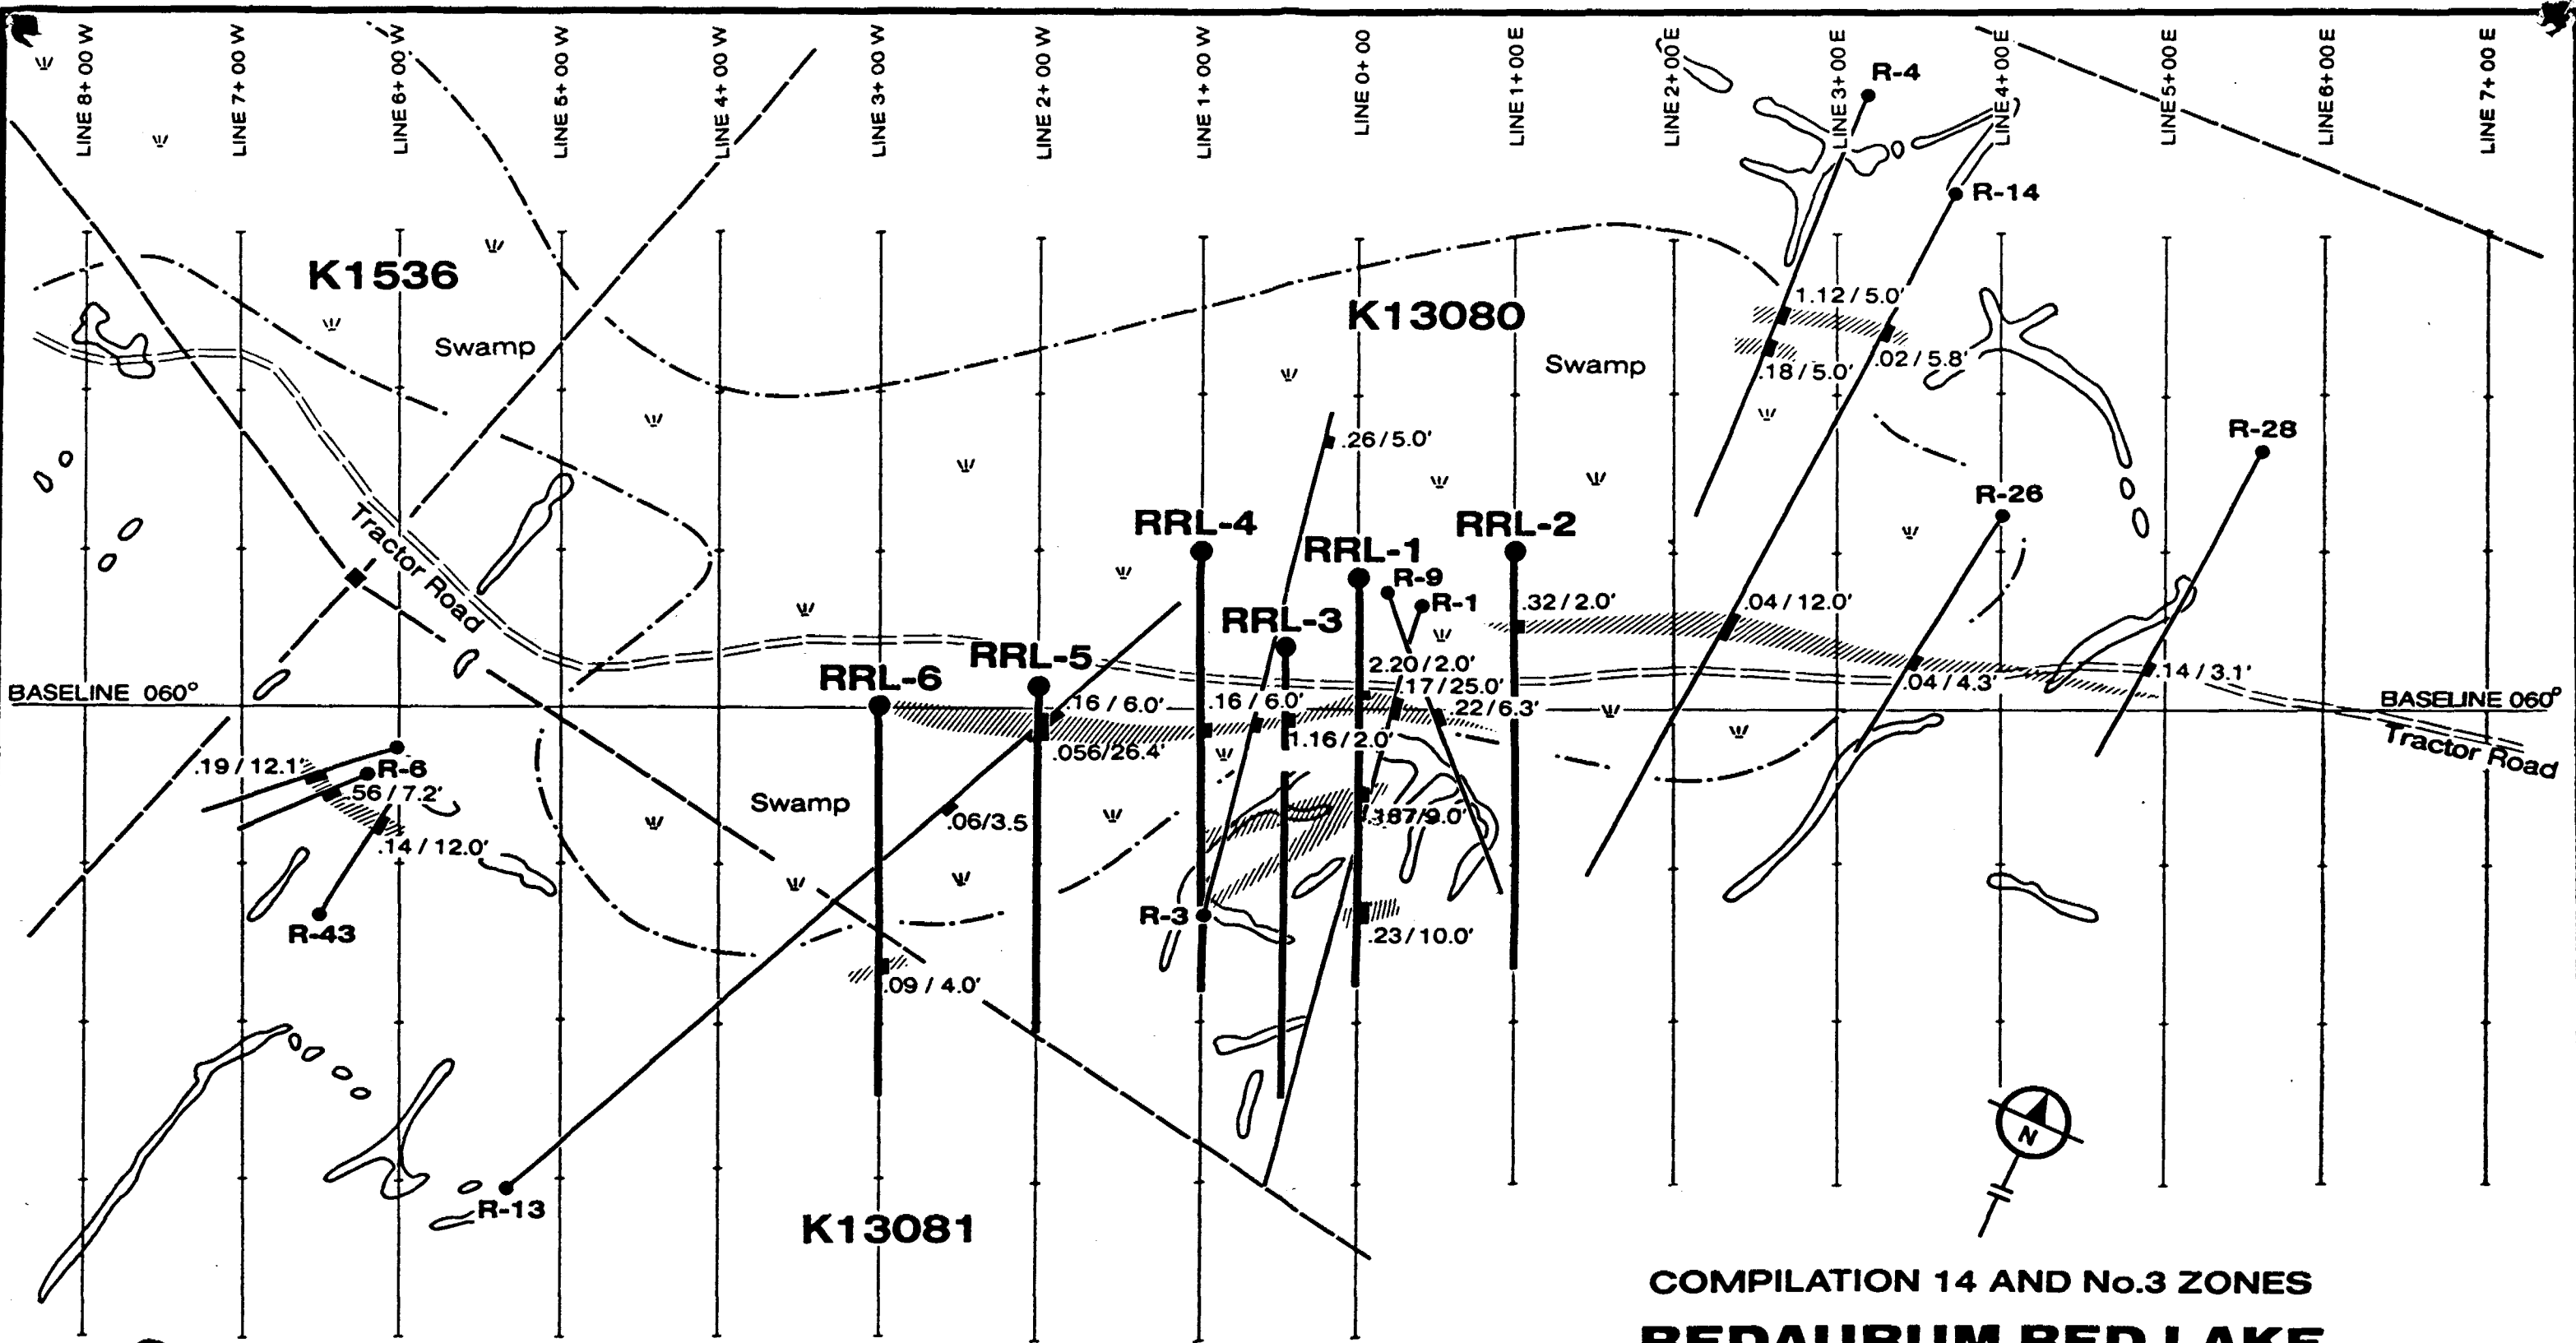 LINE 8+00 W
LINE 7+00 W
LINE 6+00 W
LINE 5+00 W
LINE 4+00 W
LINE 3+00 W
LINE 2+00 W
LINE 1+00 W
LINE 0+00
LINE 1+00 E
LINE 2+00 E
LINE 3+00 E
LINE 4+00 E
LINE 5+00 E
LINE 6+00 E
LINE 7+00 E
R-4
R-14
K1536
K13080
1.12/5.0'
Swamp
Swamp
.18/5.0'
.02/5.8'
.26/5.0'
R-28
R-26
Tractor Road
RRL-4
RRL-1
RRL-2
R-9
R-1
.32/2.0'
.04/12.0'
RRL-3
RRL-5
RRL-6
2.20/2.0'
.17/25.0'
.14/3.1'
.04/4.3'
BASELINE 060°
.16/6.0'
.16/6.0'
.22/6.3'
BASELINE 060°
1.16/2.0'
.056/26.4'
Tractor Road
.19/12.1'
R-6
.56/7.2'
Swamp
.06/3.5
.14/12.0'
R-43
R-3
.23/10.0'
.09/4.0'
R-13
K13081
N
COMPILATION 14 AND No.3 ZONES
REDAURUM RED LAKE